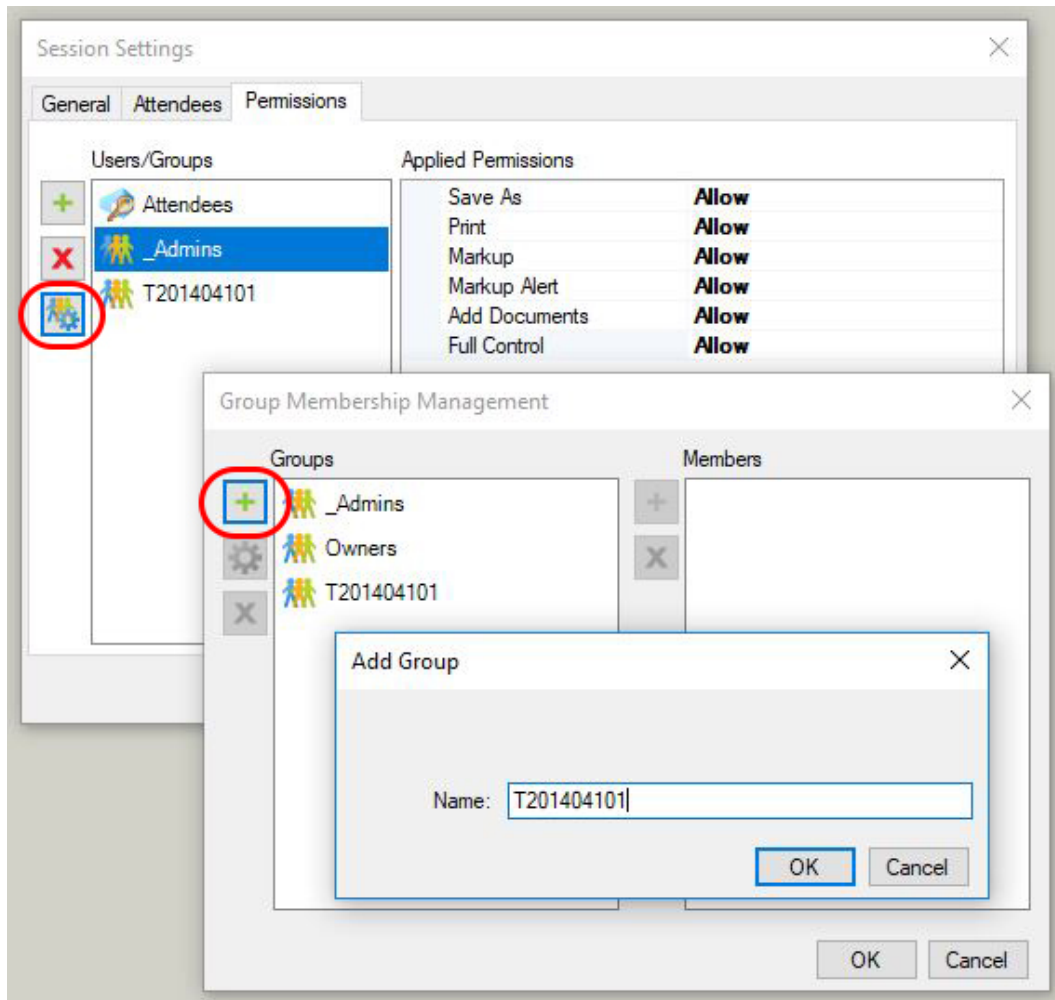 Session Settings
General Attendees Permissions
Users/Groups Applied Permissions
Attendees Save As Allow
Print Allow
_Admins Markup Allow
T201404101 Markup Alert Allow
Add Documents Allow
Full Control Allow
Group Membership Management
Groups Members
_Admins
Owners
T201404101
Add Group
Name: T201404101
OK Cancel
OK Cancel